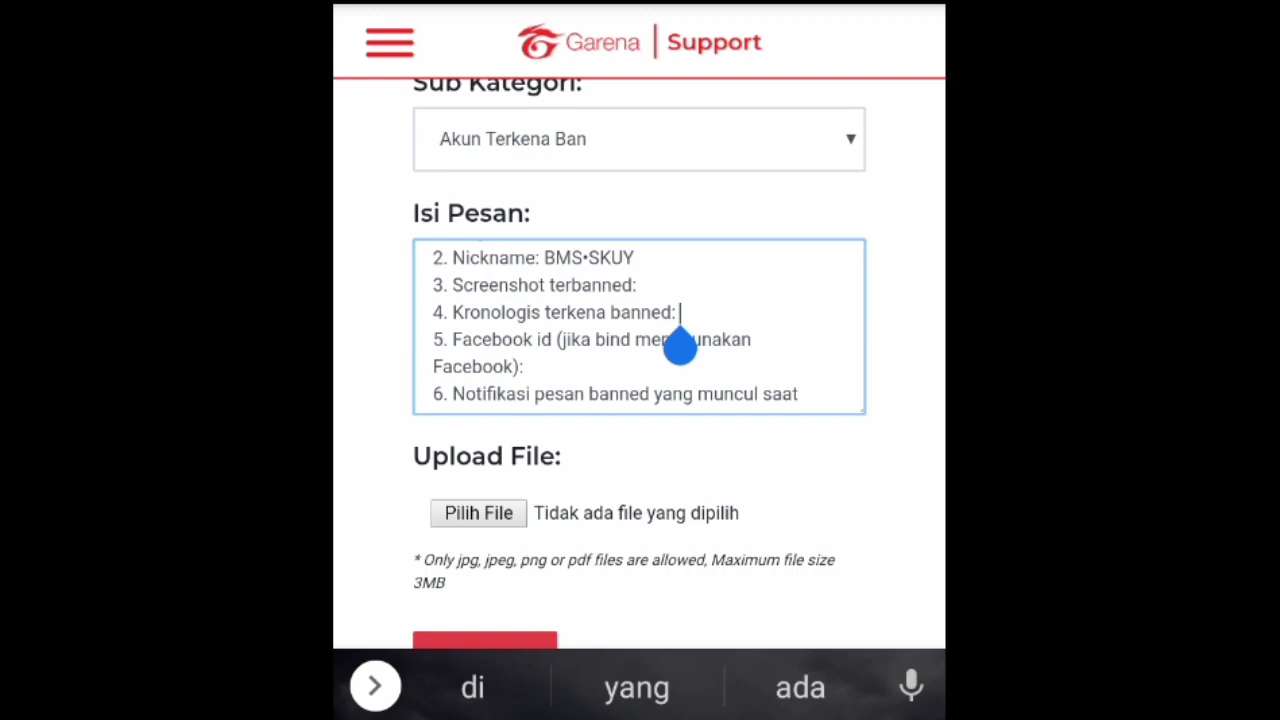 Garena | Support
Sub Kategori:
Akun Terkena Ban
Isi Pesan:
2. Nickname: BMS•SKUY
3. Screenshot terbanned:
4. Kronologis terkena banned:
5. Facebook id (jika bind
Facebook):
6. Notifikasi pesan banned yang muncul saat
Upload File:
Pilih File Tidak ada file yang dipilih
* Only jpg, jpeg, png or pdf files are allowed, Maximum file size
3MB
di yang ada